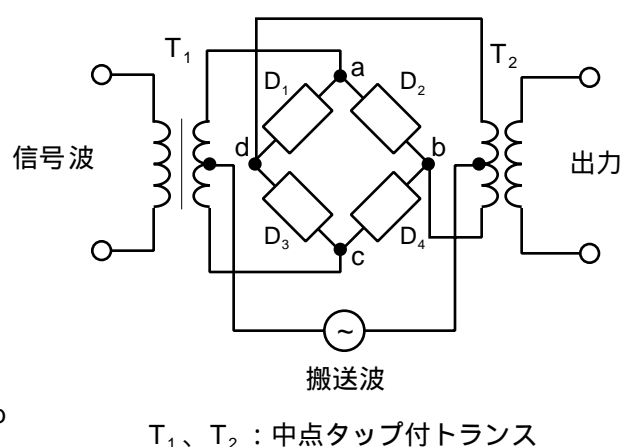 T₁
T₂
a
D₁
D₂
信号波
d
b
出力
D₃
D₄
c
~
搬送波
T₁、T₂：中点タップ付トランス